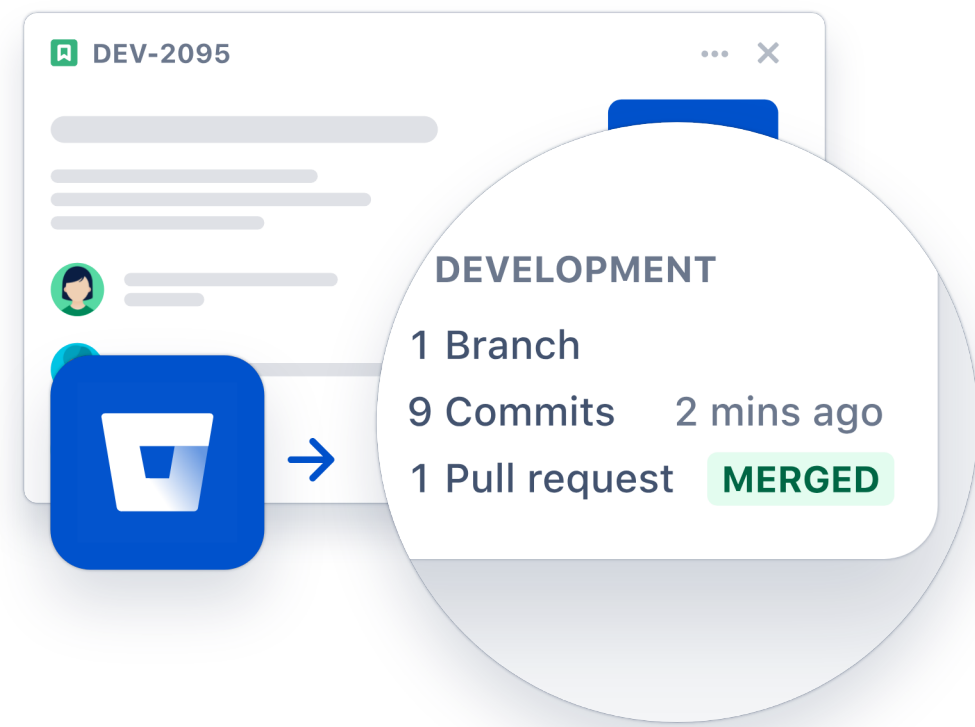 DEV-2095
DEVELOPMENT
1 Branch
9 Commits 2 mins ago
1 Pull request MERGED